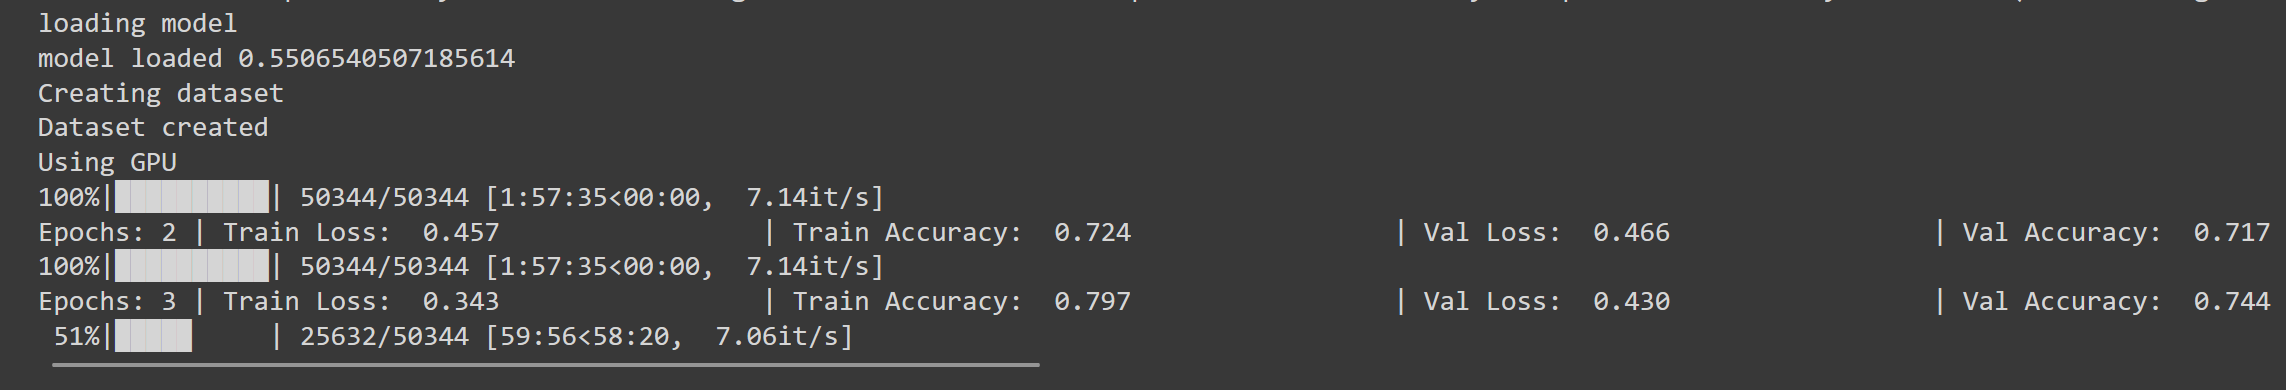 loading model
model loaded 0.5506540507185614
Creating dataset
Dataset created
Using GPU
100%|██████████| 50344/50344 [1:57:35<00:00,  7.14it/s]
Epochs: 2 | Train Loss:  0.457                 | Train Accuracy:  0.724                 | Val Loss:  0.466                 | Val Accuracy:  0.717
100%|██████████| 50344/50344 [1:57:35<00:00,  7.14it/s]
Epochs: 3 | Train Loss:  0.343                 | Train Accuracy:  0.797                 | Val Loss:  0.430                 | Val Accuracy:  0.744
 51%|█████     | 25632/50344 [59:56<58:20,  7.06it/s]